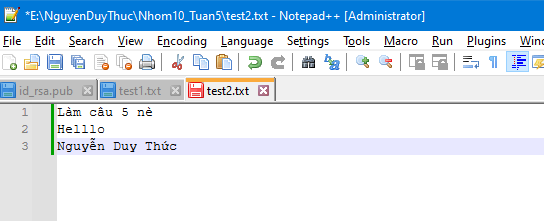 *E:\NguyenDuyThuc\Nhom10_Tuan5\test2.txt - Notepad++ [Administrator]
File Edit Search View Encoding Language Settings Tools Macro Run Plugins Window
id_rsa.pub test1.txt test2.txt
1 Làm câu 5 nè
2 Helllo
3 Nguyễn Duy Thức